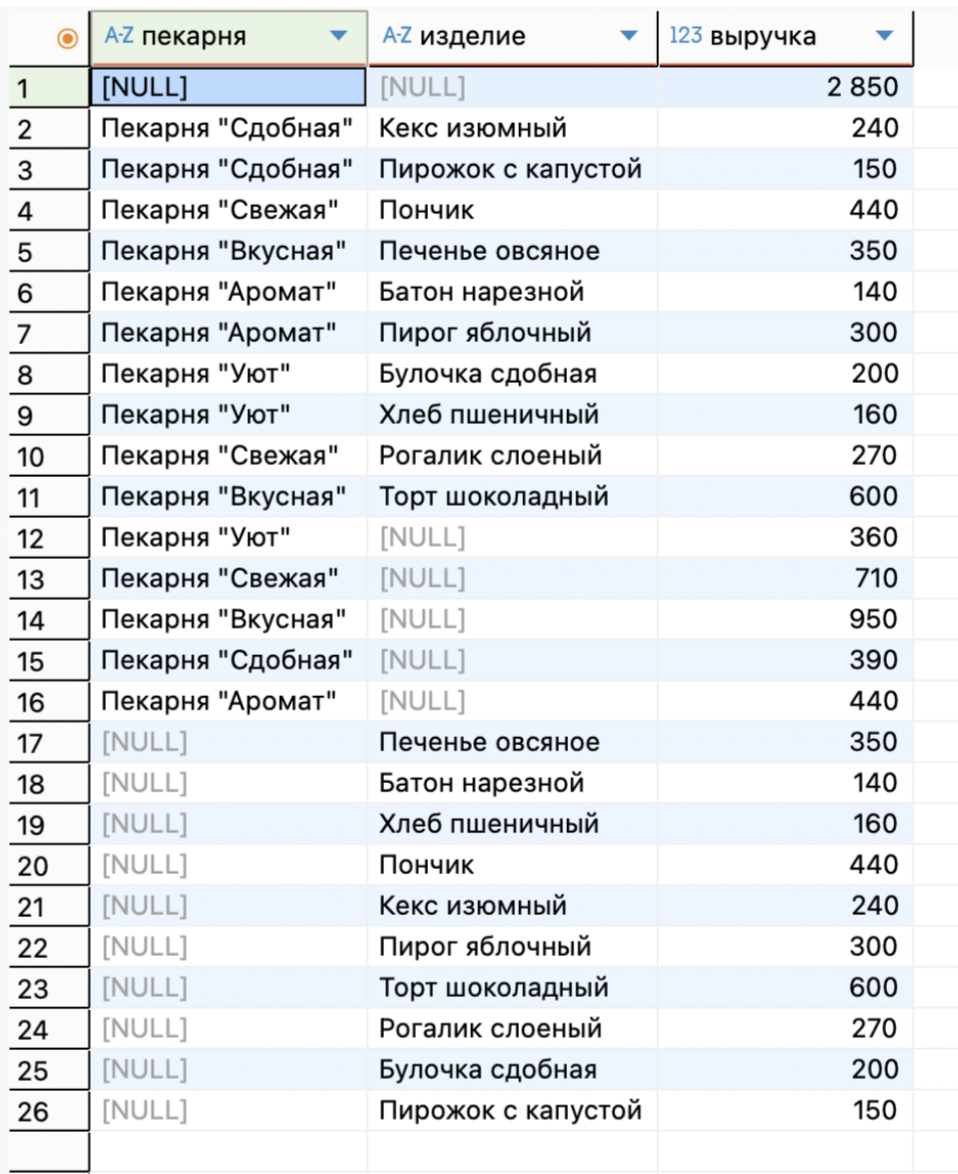 A-Z пекарня A-Z изделие 123 выручка
1 [NULL] [NULL] 2 850
2 Пекарня "Сдобная" Кекс изюмный 240
3 Пекарня "Сдобная" Пирожок с капустой 150
4 Пекарня "Свежая" Пончик 440
5 Пекарня "Вкусная" Печенье овсяное 350
6 Пекарня "Аромат" Батон нарезной 140
7 Пекарня "Аромат" Пирог яблочный 300
8 Пекарня "Уют" Булочка сдобная 200
9 Пекарня "Уют" Хлеб пшеничный 160
10 Пекарня "Свежая" Рогалик слоеный 270
11 Пекарня "Вкусная" Торт шоколадный 600
12 Пекарня "Уют" [NULL] 360
13 Пекарня "Свежая" [NULL] 710
14 Пекарня "Вкусная" [NULL] 950
15 Пекарня "Сдобная" [NULL] 390
16 Пекарня "Аромат" [NULL] 440
17 [NULL] Печенье овсяное 350
18 [NULL] Батон нарезной 140
19 [NULL] Хлеб пшеничный 160
20 [NULL] Пончик 440
21 [NULL] Кекс изюмный 240
22 [NULL] Пирог яблочный 300
23 [NULL] Торт шоколадный 600
24 [NULL] Рогалик слоеный 270
25 [NULL] Булочка сдобная 200
26 [NULL] Пирожок с капустой 150